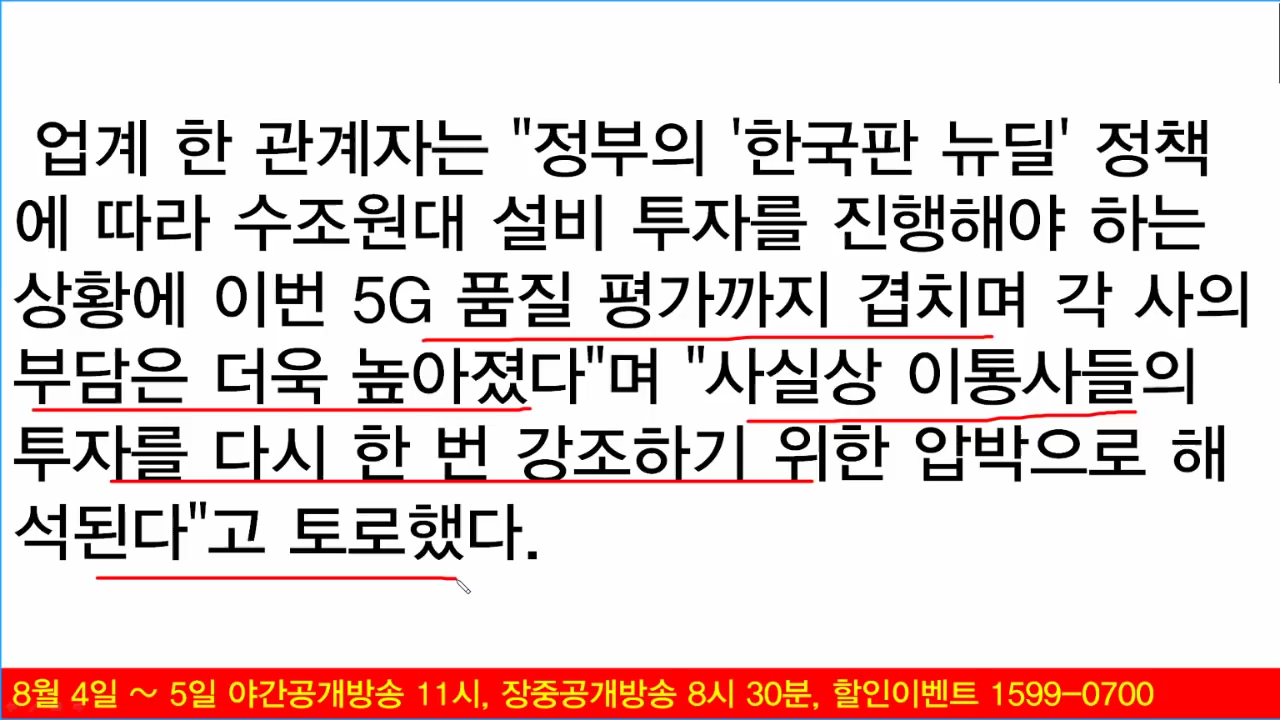 업계 한 관계자는 "정부의 '한국판 뉴딜' 정책
에 따라 수조원대 설비 투자를 진행해야 하는
상황에 이번 5G 품질 평가까지 겹치며 각 사의
부담은 더욱 높아졌다"며 "사실상 이통사들의
투자를 다시 한 번 강조하기 위한 압박으로 해
석된다"고 토로했다.
8월 4일 ~ 5일 야간공개방송 11시, 장중공개방송 8시 30분, 할인이벤트 1599-0700